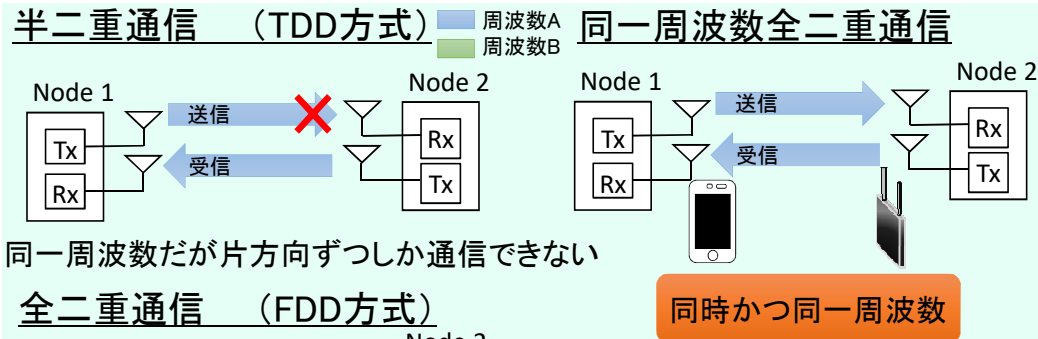 半二重通信　（TDD方式）
周波数A
周波数B
Node 1
Node 2
送信
受信
Tx
Rx
Rx
Tx
同一周波数だが片方向ずつしか通信できない
全二重通信　（FDD方式）
Node 2
同一周波数全二重通信
Node 1
Node 2
送信
受信
Tx
Rx
Rx
Tx
同時かつ同一周波数